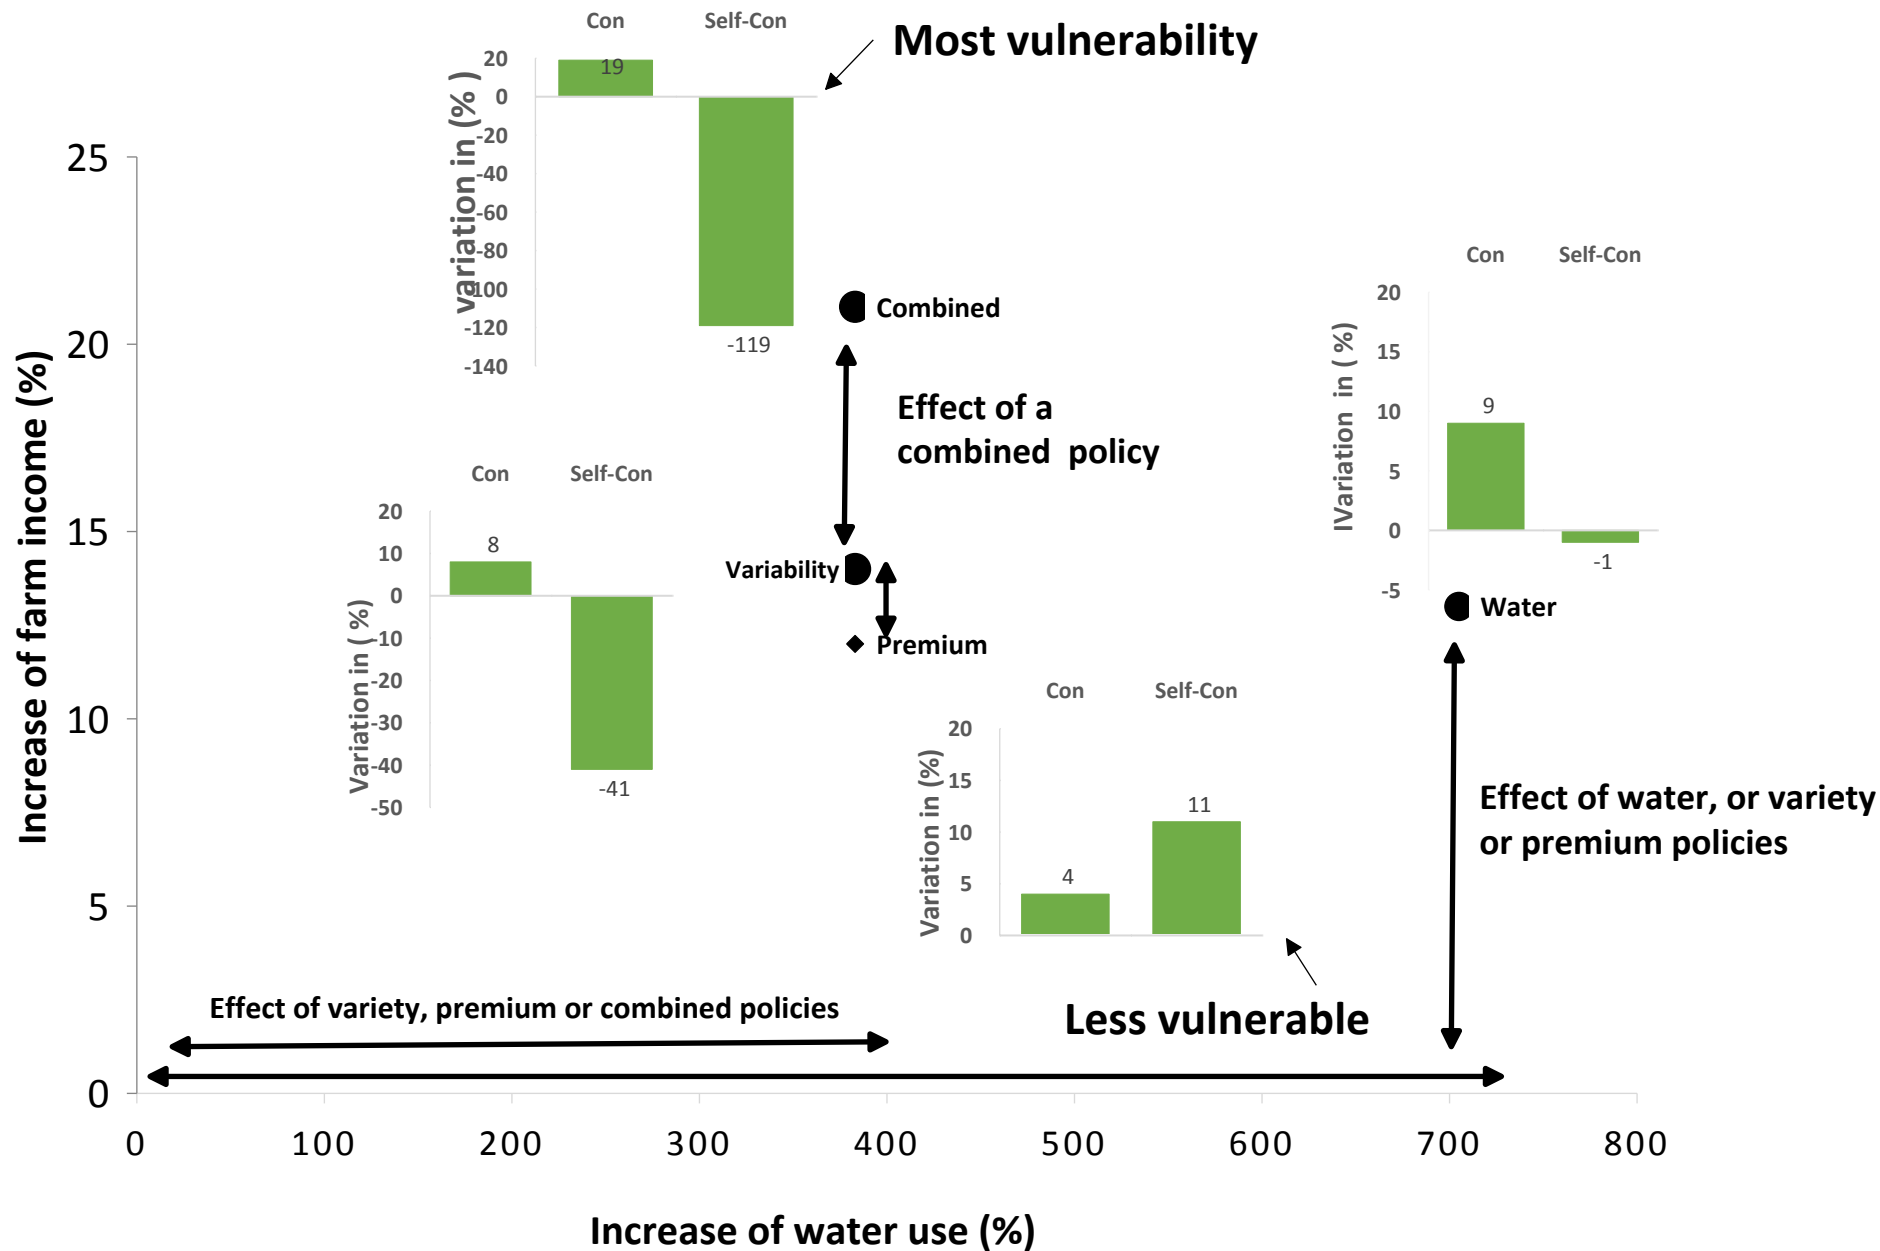 Con Self-Con
Most vulnerability
20
0
-20
-40
-60
-80
-100
-120
-140
variation in (% )
19
-119
25
20
15
10
5
0
Increase of farm income (%)
Combined
Effect of a
combined policy
Con Self-Con
20
15
10
5
0
-5
IVariation in ( %)
9
-1
Water
Con Self-Con
20
10
0
-10
-20
-30
-40
-50
Variation in ( %)
8
-41
Variability
Premium
Con Self-Con
20
15
10
5
0
Variation in (%)
4
11
Effect of water, or variety
or premium policies
Less vulnerable
Effect of variety, premium or combined policies
0 100 200 300 400 500 600 700 800
Increase of water use (%)